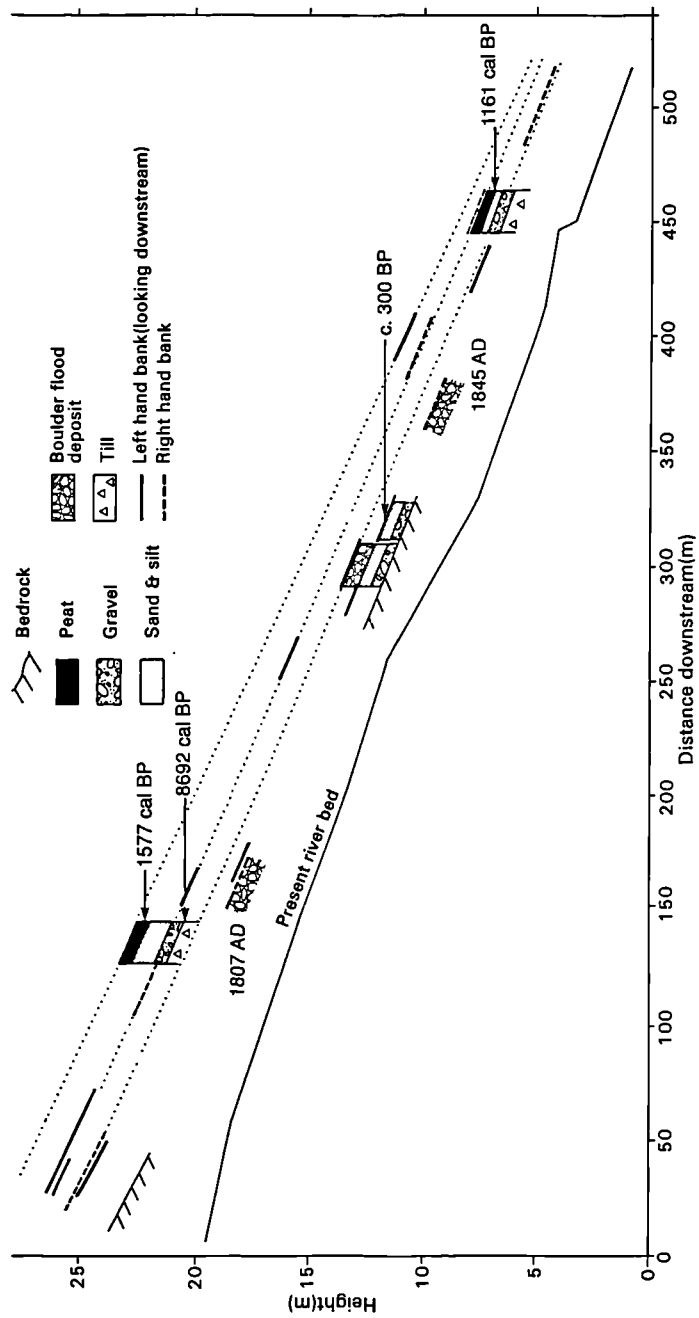 Bedrock
Peat
Gravel
Sand & silt
Boulder flood
deposit
Till
Left hand bank(looking downstream)
Right hand bank
1577 cal BP
8692 cal BP
c. 300 BP
1161 cal BP
1807 AD
1845 AD
Present river bed
Height(m)
25
20
15
10
5
0
0
50
100
150
200
250
300
350
400
450
500
Distance downstream(m)